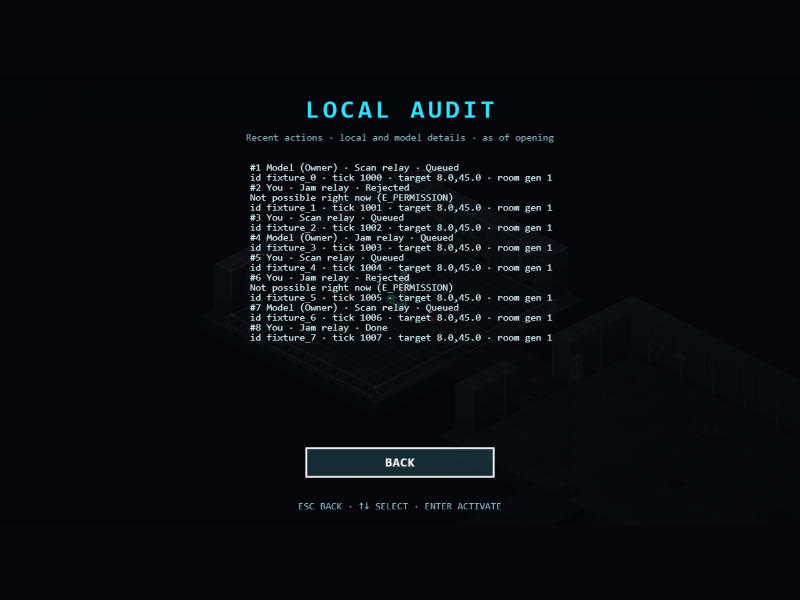 LOCAL AUDIT
Recent actions · local and model details · as of opening
#1 Model (Owner) · Scan relay · Queued
id fixture_0 · tick 1000 · target 8.0,45.0 · room gen 1
#2 You · Jam relay · Rejected
Not possible right now (E_PERMISSION)
id fixture_1 · tick 1001 · target 8.0,45.0 · room gen 1
#3 You · Scan relay · Queued
id fixture_2 · tick 1002 · target 8.0,45.0 · room gen 1
#4 Model (Owner) · Jam relay · Queued
id fixture_3 · tick 1003 · target 8.0,45.0 · room gen 1
#5 You · Scan relay · Queued
id fixture_4 · tick 1004 · target 8.0,45.0 · room gen 1
#6 You · Jam relay · Rejected
Not possible right now (E_PERMISSION)
id fixture_5 · tick 1005 · target 8.0,45.0 · room gen 1
#7 Model (Owner) · Scan relay · Queued
id fixture_6 · tick 1006 · target 8.0,45.0 · room gen 1
#8 You · Jam relay · Done
id fixture_7 · tick 1007 · target 8.0,45.0 · room gen 1
BACK
ESC BACK · ↑↓ SELECT · ENTER ACTIVATE